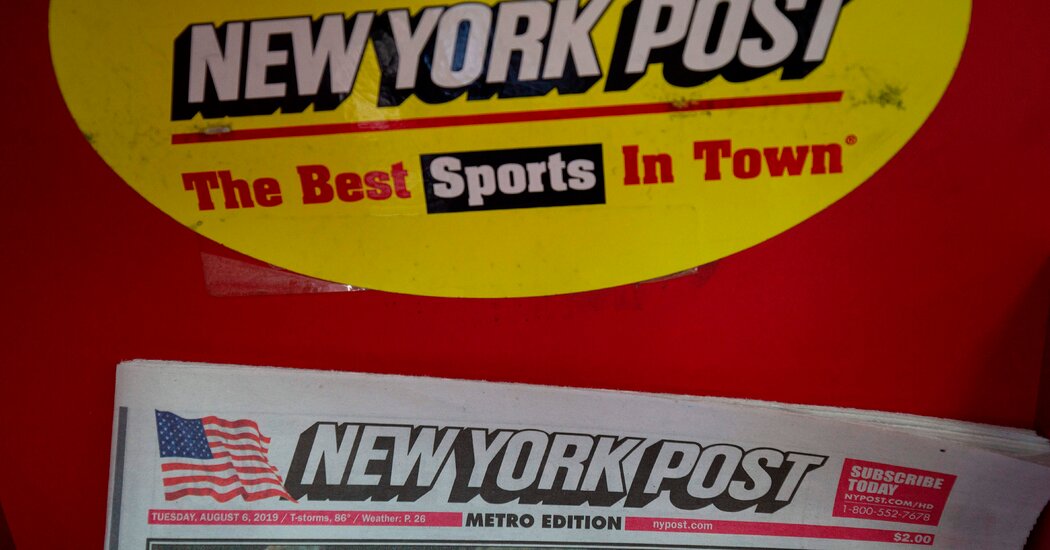 NEW YORK POST
The Best Sports In Town®
NEW YORK POST
SUBSCRIBE
TODAY
NYPOST.COM/HD
1-800-552-7678
TUESDAY, AUGUST 6, 2019 / T-storms, 86° / Weather: P. 26
METRO EDITION
nypost.com
$2.00